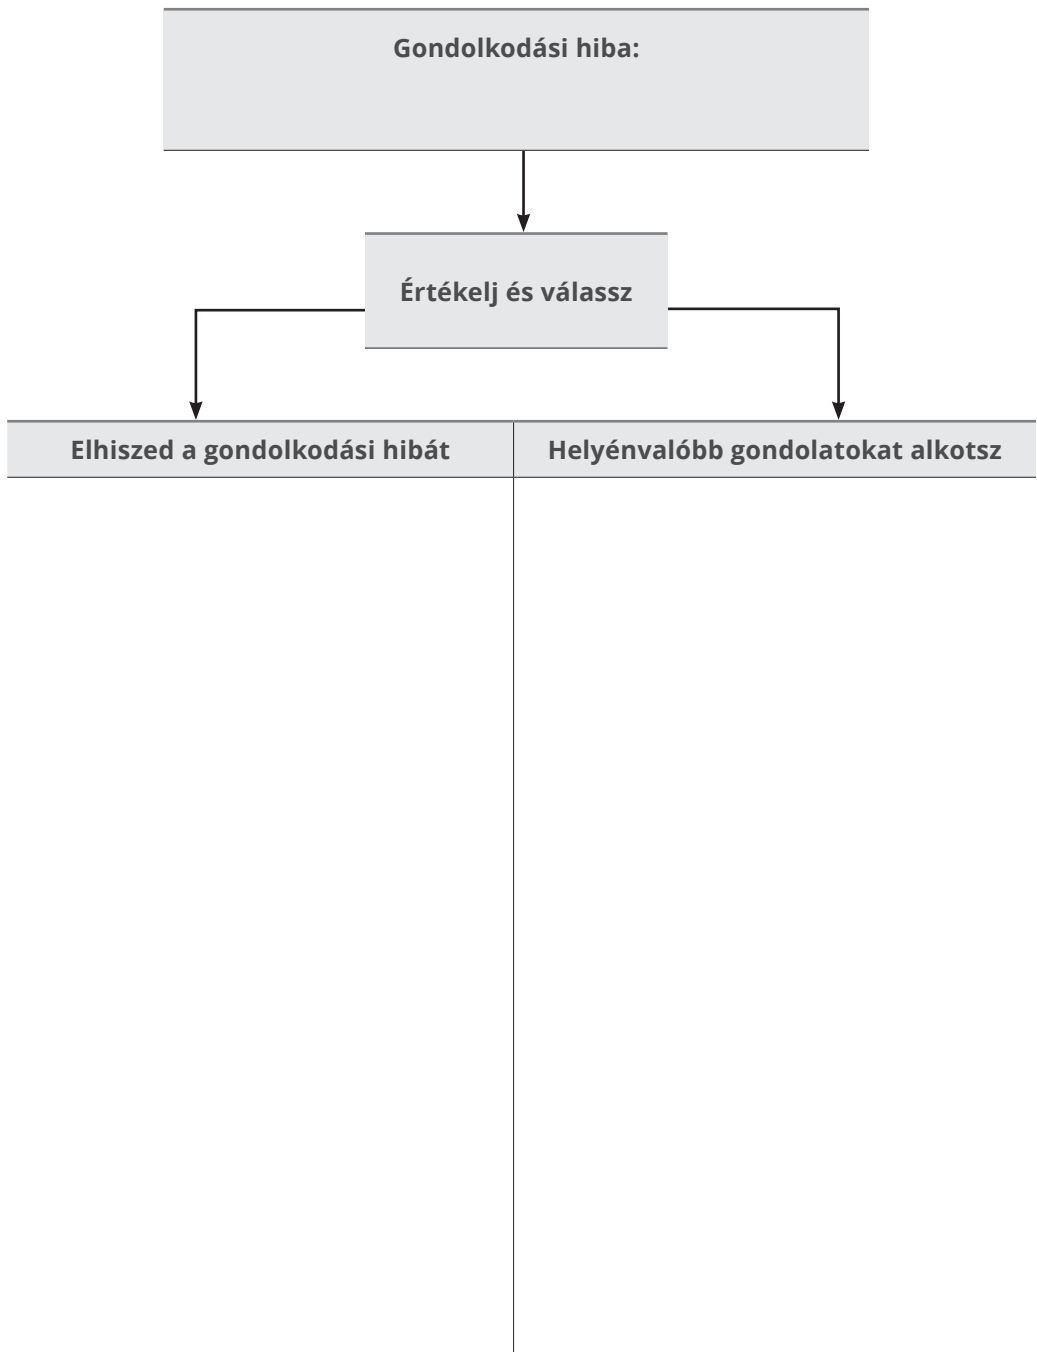 Gondolkodási hiba:
Értékelj és válassz
Elhiszed a gondolkodási hibát
Helyénvalóbb gondolatokat alkotsz